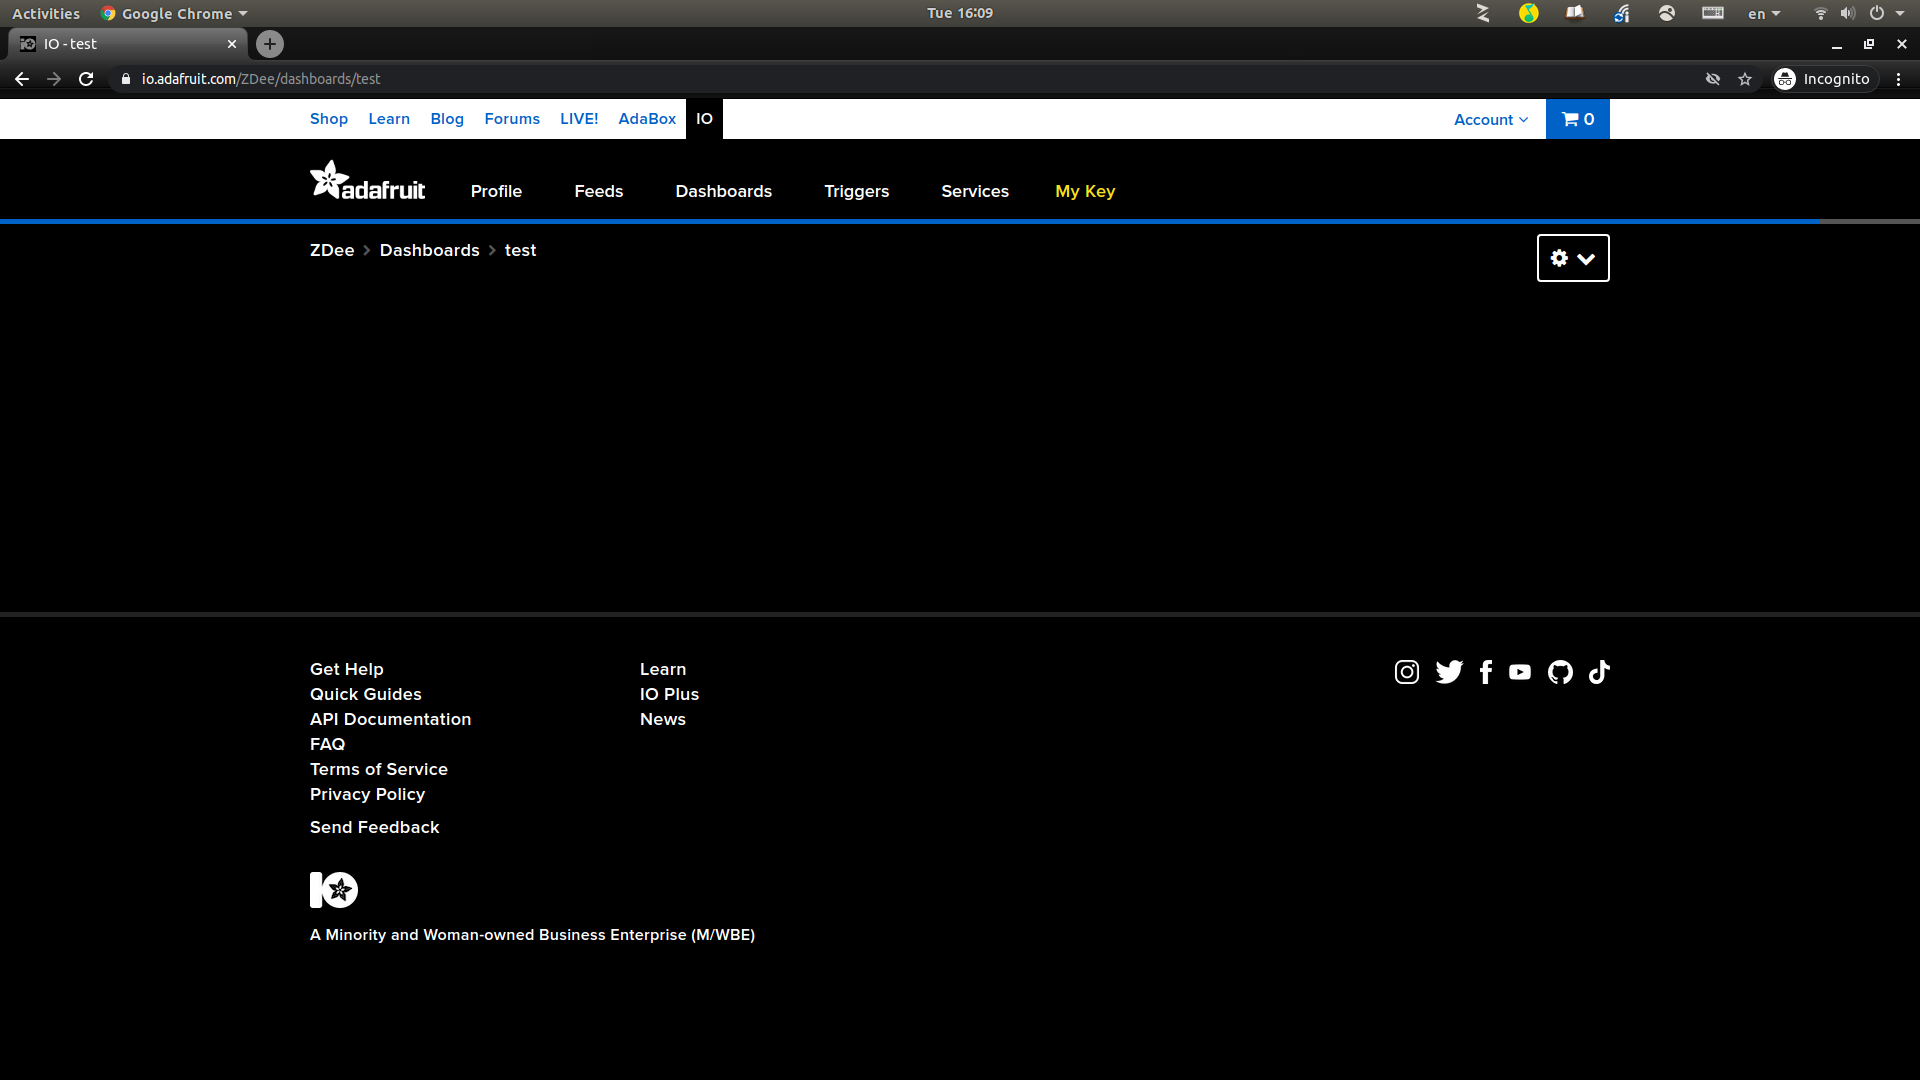 Activities Google Chrome Tue 16:09 en
IO - test
io.adafruit.com/ZDee/dashboards/test Incognito
Shop Learn Blog Forums LIVE! AdaBox IO Account 0
adafruit Profile Feeds Dashboards Triggers Services My Key
ZDee Dashboards test
Get Help
Quick Guides
API Documentation
FAQ
Terms of Service
Privacy Policy
Send Feedback
Learn
IO Plus
News
IO
A Minority and Woman-owned Business Enterprise (M/WBE)